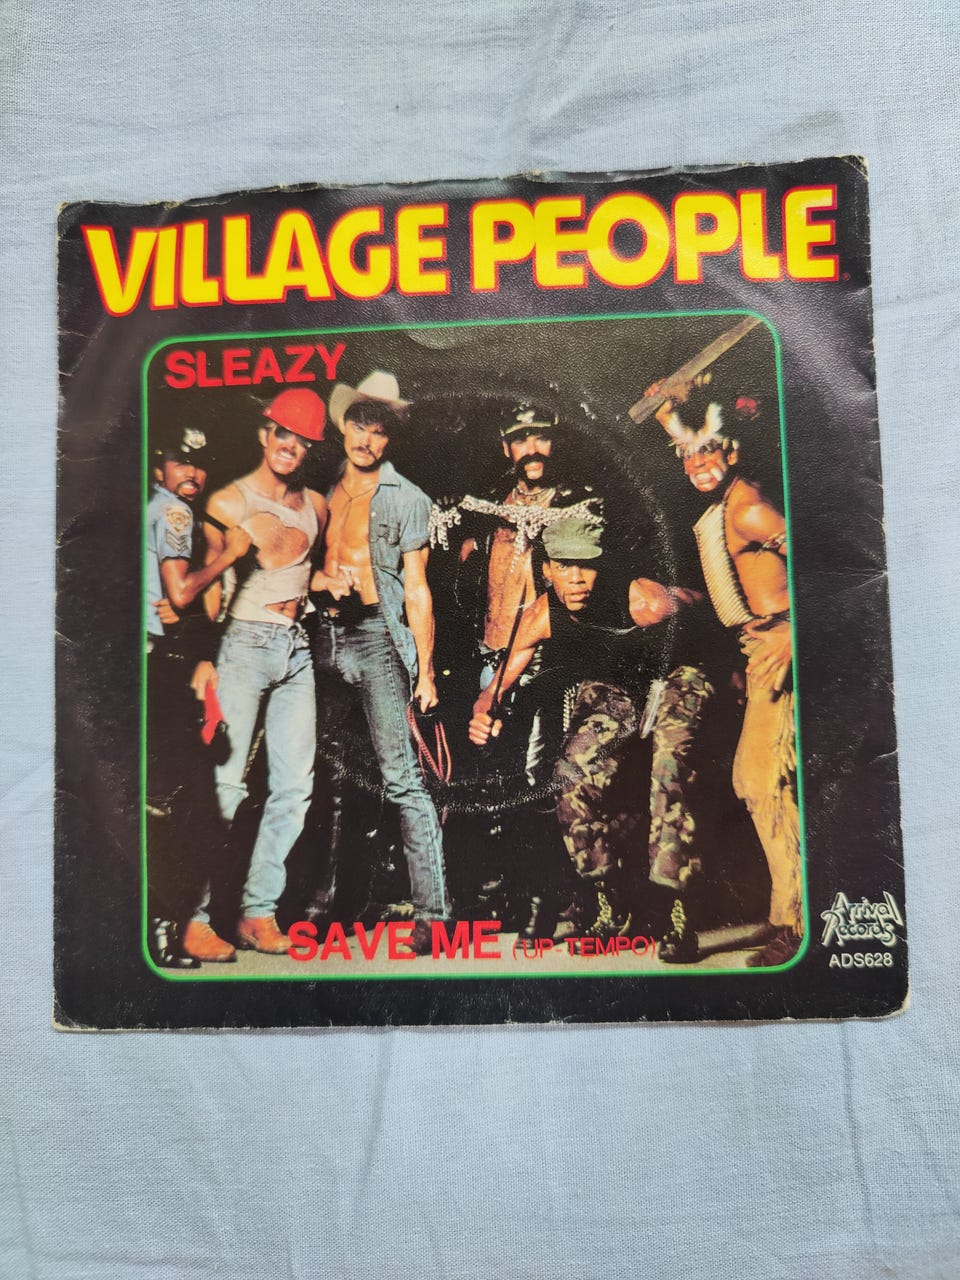 VILLAGE PEOPLE
SLEAZY
SAVE ME (UP-TEMPO)
Arrival
Records
ADS628